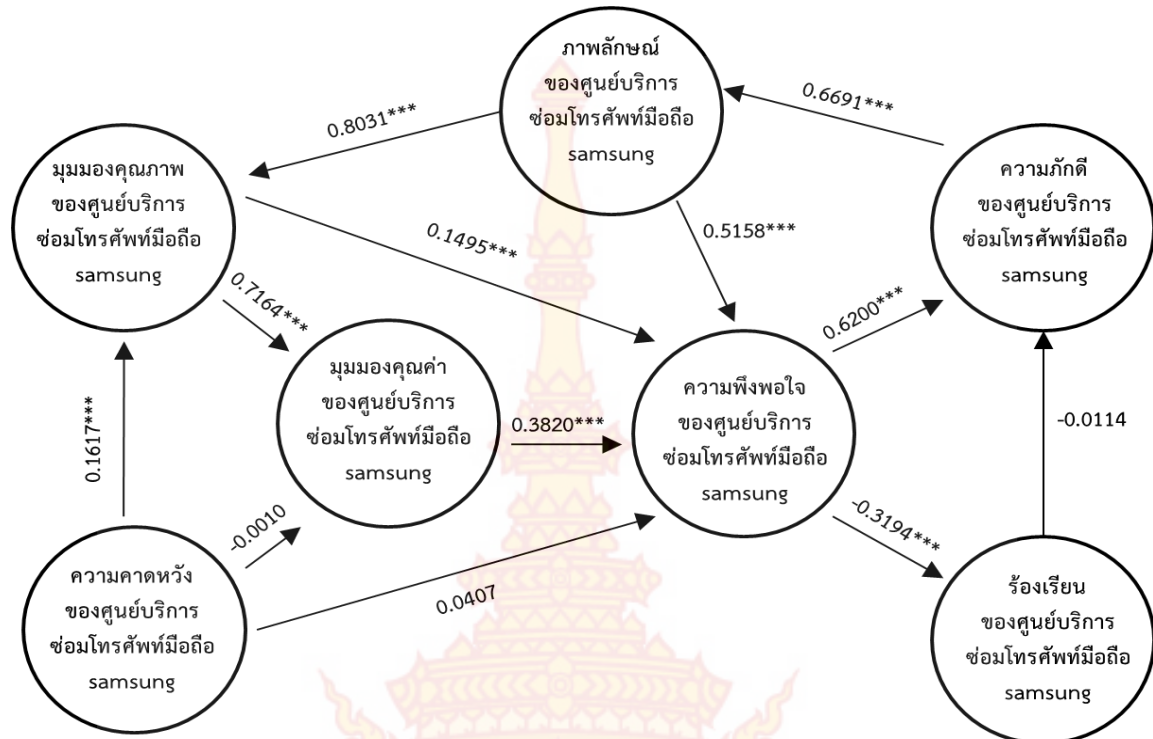 ภาพลักษณ์
ของศูนย์บริการ
ซ่อมโทรศัพท์มือถือ
samsung
0.8031***
0.6691***
มุมมองคุณภาพ
ของศูนย์บริการ
ซ่อมโทรศัพท์มือถือ
samsung
ความภักดี
ของศูนย์บริการ
ซ่อมโทรศัพท์มือถือ
samsung
0.1495***
0.5158***
0.7164***
0.6200***
มุมมองคุณค่า
ของศูนย์บริการ
ซ่อมโทรศัพท์มือถือ
samsung
0.3820***
ความพึงพอใจ
ของศูนย์บริการ
ซ่อมโทรศัพท์มือถือ
samsung
-0.0114
0.1617***
-0.0010
0.0407
-0.3194***
ความคาดหวัง
ของศูนย์บริการ
ซ่อมโทรศัพท์มือถือ
samsung
ร้องเรียน
ของศูนย์บริการ
ซ่อมโทรศัพท์มือถือ
samsung